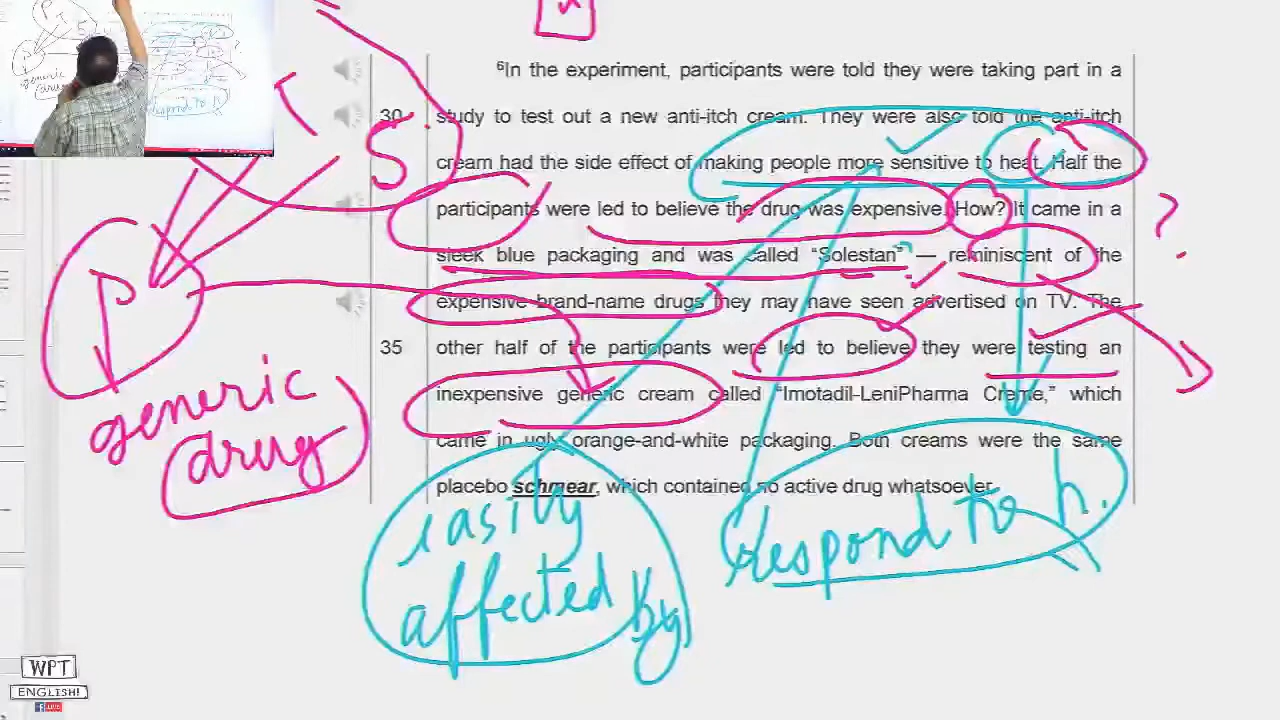 ⁶In the experiment, participants were told they were taking part in a
30 study to test out a new anti-itch cream. They were also told the anti-itch
cream had the side effect of making people more sensitive to heat. Half the
participants were led to believe the drug was expensive. How? It came in a
sleek blue packaging and was called “Solestan” — reminiscent of the
expensive brand-name drugs they may have seen advertised on TV. The
35 other half of the participants were led to believe they were testing an
inexpensive generic cream called “Imotadil-LeniPharma Creme,” which
came in ugly orange-and-white packaging. Both creams were the same
placebo schmear, which contained no active drug whatsoever.
S
P
?
generic
drug
easily
affected by
respond to h.
WPT
ENGLISH!